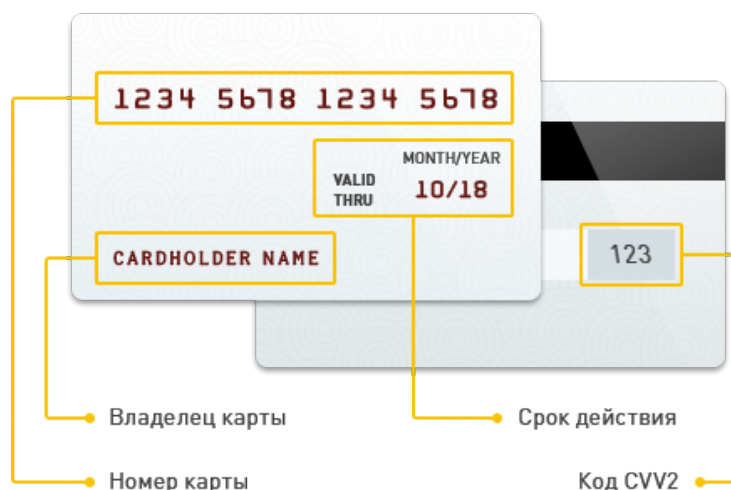 1234 5678 1234 5678
MONTH/YEAR
VALID THRU
10/18
CARDHOLDER NAME
123
Владелец карты
Срок действия
Номер карты
Код CVV2